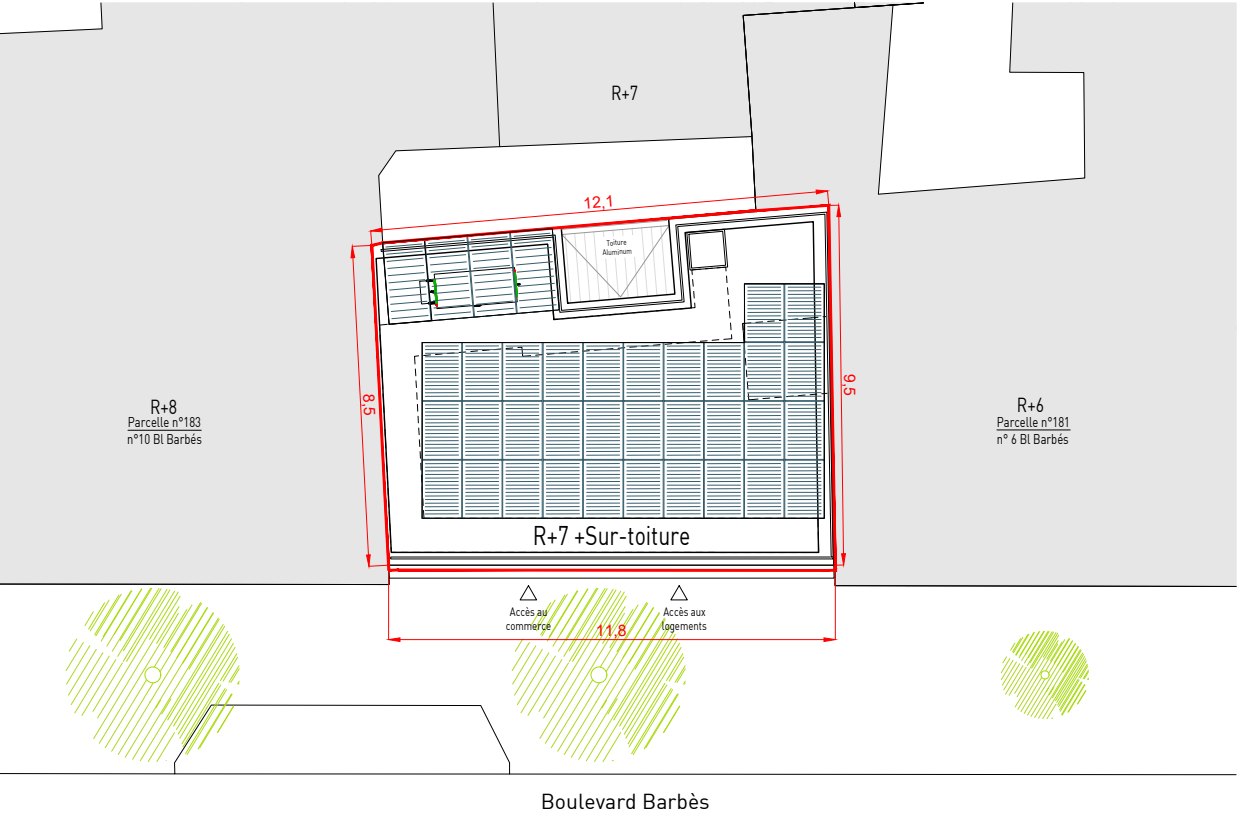 R+7
12,1
Toiture
Aluminum
8,5
9,5
R+8
Parcelle n°183
n°10 Bl Barbés
R+6
Parcelle n°181
n° 6 Bl Barbés
R+7 +Sur-toiture
Accès au
commerce
Accès aux
logements
11,8
Boulevard Barbès